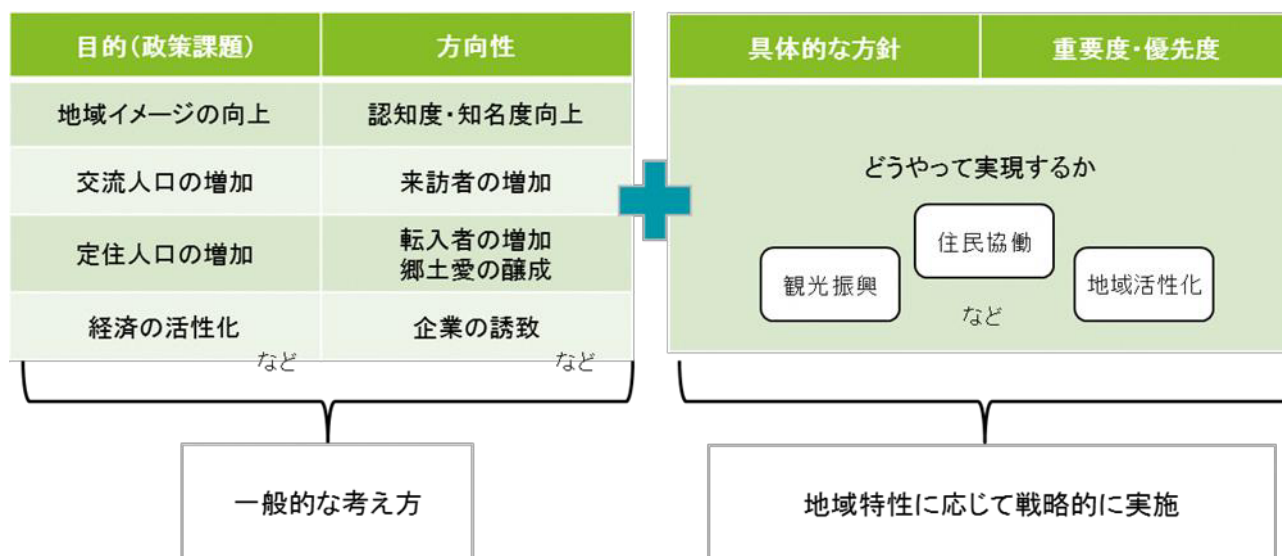 目的(政策課題)
方向性
地域イメージの向上
認知度・知名度向上
交流人口の増加
来訪者の増加
定住人口の増加
転入者の増加
郷土愛の醸成
経済の活性化
企業の誘致
など
など
具体的な方針
重要度・優先度
どうやって実現するか
住民協働
観光振興
地域活性化
など
一般的な考え方
地域特性に応じて戦略的に実施